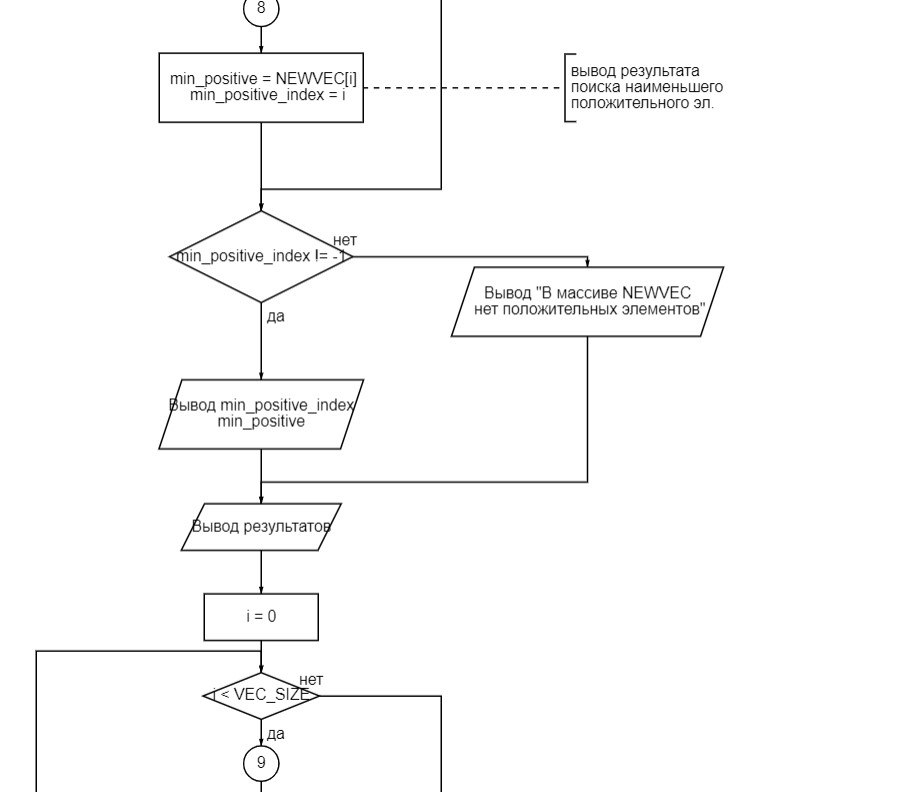 8
min_positive = NEWVEC[i]
min_positive_index = i
вывод результата
поиска наименьшего
положительного эл.
нет
min_positive_index != -1
Вывод "В массиве NEWVEC
нет положительных элементов"
да
Вывод min_positive_index
min_positive
Вывод результатов
i = 0
нет
i < VEC_SIZE
да
9